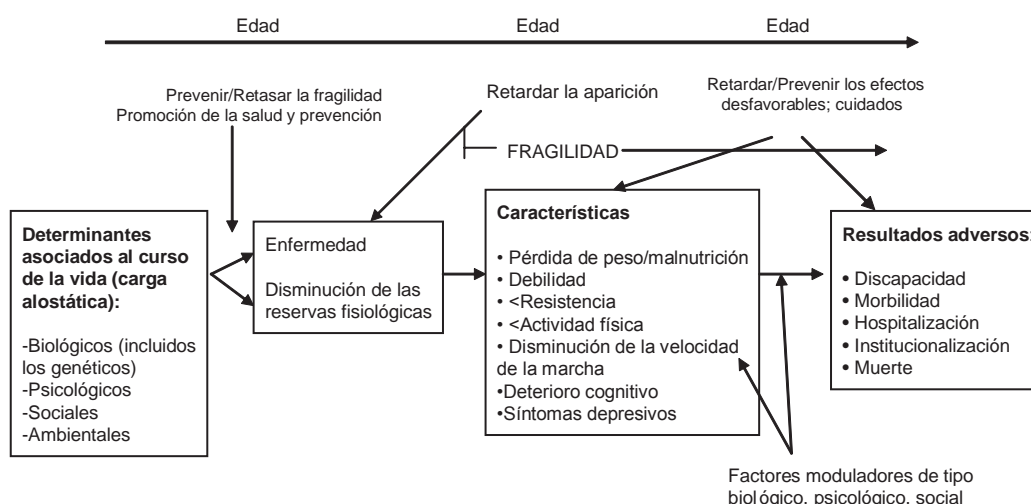 Edad Edad Edad
Prevenir/Retasar la fragilidad
Promoción de la salud y prevención
Retardar la aparición
Retardar/Prevenir los efectos
desfavorables; cuidados
FRAGILIDAD
Determinantes
asociados al curso
de la vida (carga
alostática):
-Biológicos (incluidos
los genéticos)
-Psicológicos
-Sociales
-Ambientales
Enfermedad
Disminución de las
reservas fisiológicas
Características
• Pérdida de peso/malnutrición
• Debilidad
• <Resistencia
• <Actividad física
• Disminución de la velocidad
de la marcha
•Deterioro cognitivo
•Síntomas depresivos
Resultados adversos:
• Discapacidad
• Morbilidad
• Hospitalización
• Institucionalización
• Muerte
Factores moduladores de tipo
biológico, psicológico, social